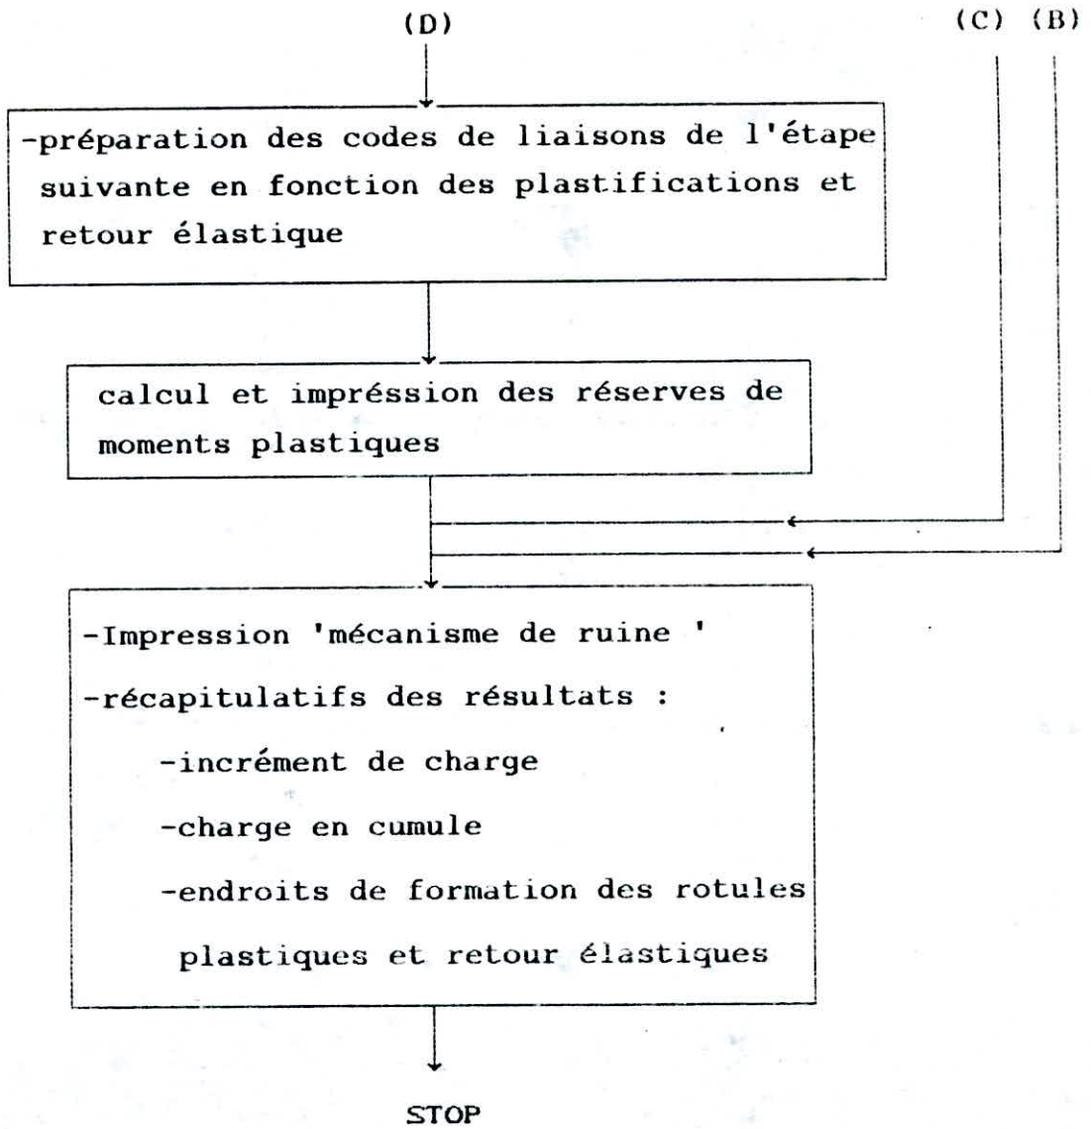 (D) (C) (B)
-préparation des codes de liaisons de l'étape
suivante en fonction des plastifications et
retour élastique
calcul et impréssion des réserves de
moments plastiques
-Impression 'mécanisme de ruine '
-récapitulatifs des résultats :
-incrément de charge
-charge en cumule
-endroits de formation des rotules
plastiques et retour élastiques
STOP